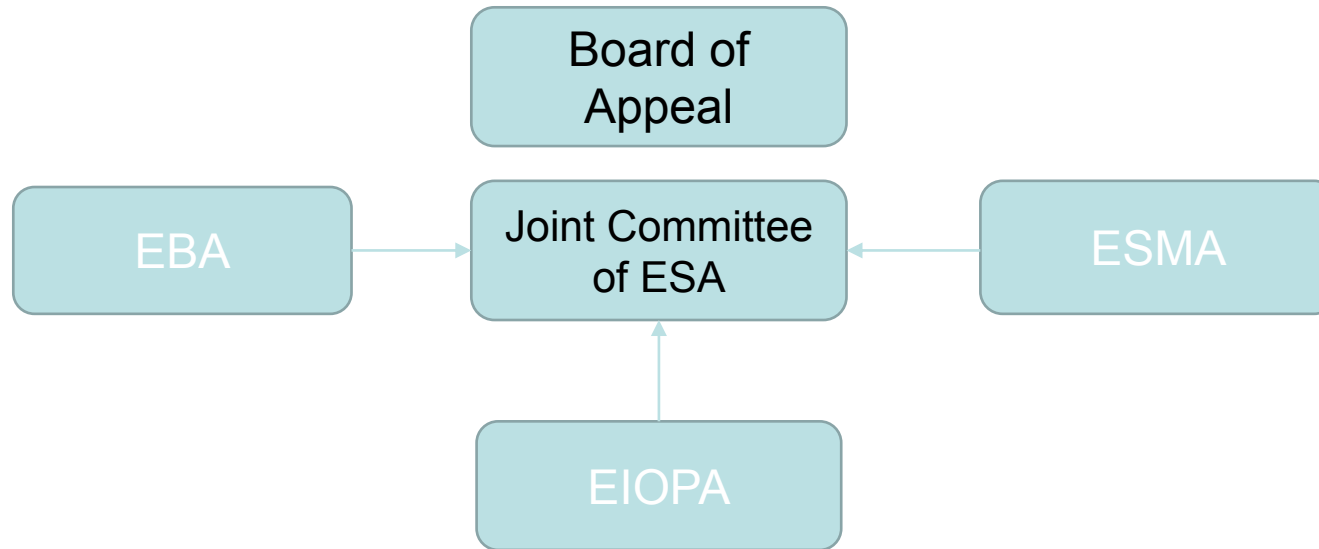 Board of
Appeal
EBA
Joint Committee
of ESA
ESMA
EIOPA